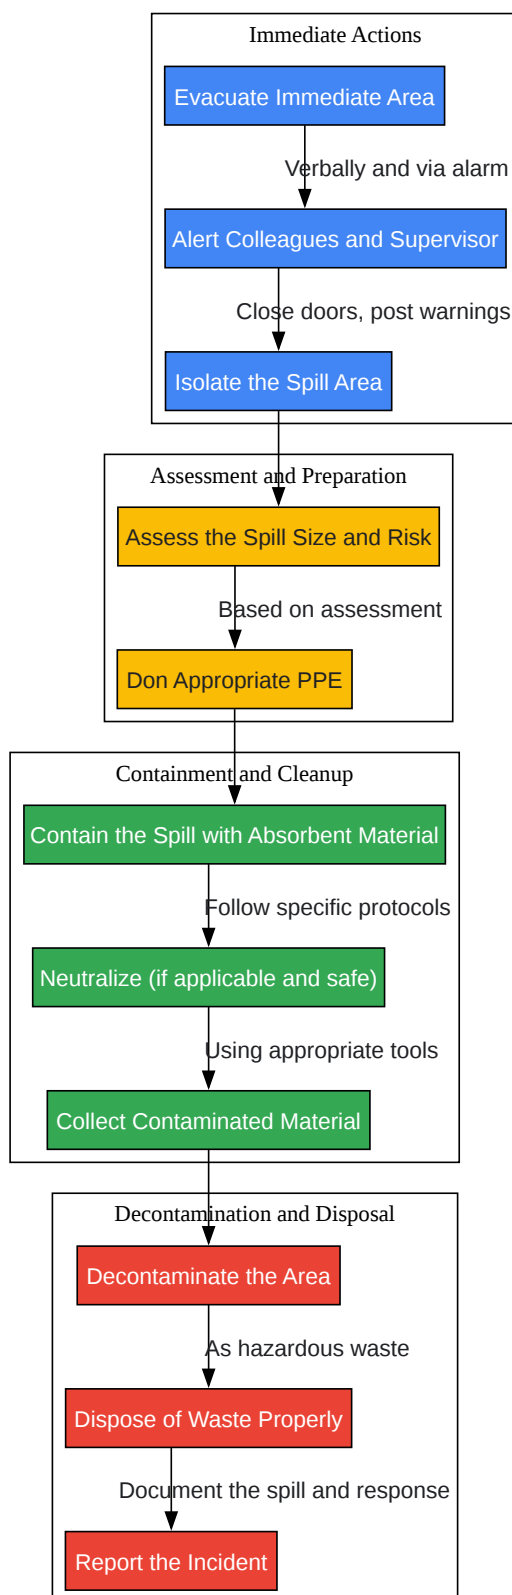 Immediate Actions
Evacuate Immediate Area
Verbally and via alarm
Alert Colleagues and Supervisor
Close doors, post warnings
Isolate the Spill Area
Assessment and Preparation
Assess the Spill Size and Risk
Based on assessment
Don Appropriate PPE
Containment and Cleanup
Contain the Spill with Absorbent Material
Follow specific protocols
Neutralize (if applicable and safe)
Using appropriate tools
Collect Contaminated Material
Decontamination and Disposal
Decontaminate the Area
As hazardous waste
Dispose of Waste Properly
Document the spill and response
Report the Incident